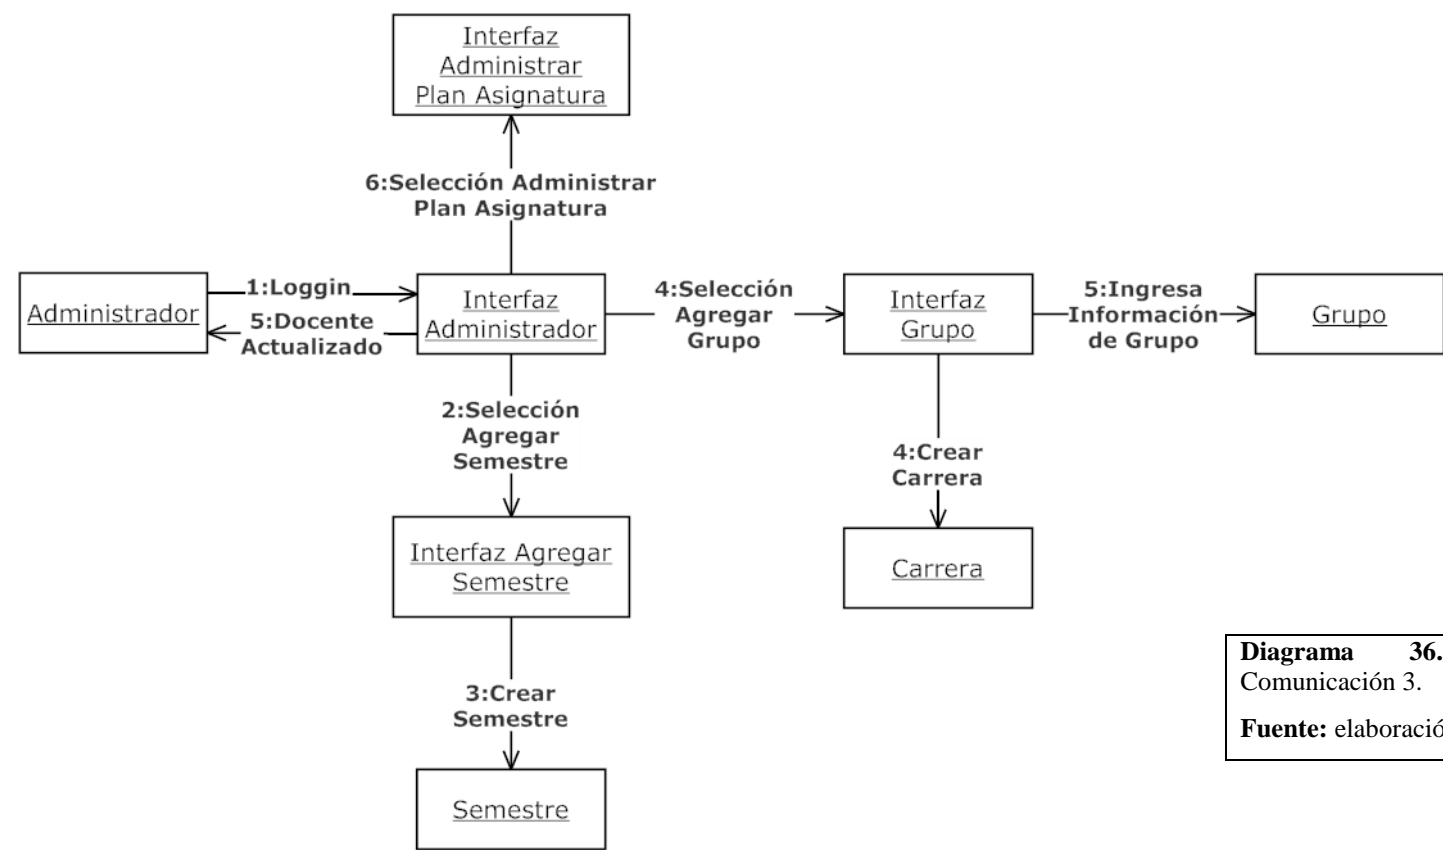 Interfaz
Administrar
Plan Asignatura
6:Selección Administrar
Plan Asignatura
Administrador
1:Loggin
5:Docente
Actualizado
Interfaz
Administrador
4:Selección
Agregar
Grupo
Interfaz
Grupo
5:Ingresa
Información
de Grupo
Grupo
2:Selección
Agregar
Semestre
4:Crear
Carrera
Interfaz Agregar
Semestre
Carrera
3:Crear
Semestre
Semestre
Diagrama 36.
Comunicación 3.
Fuente: elaboració